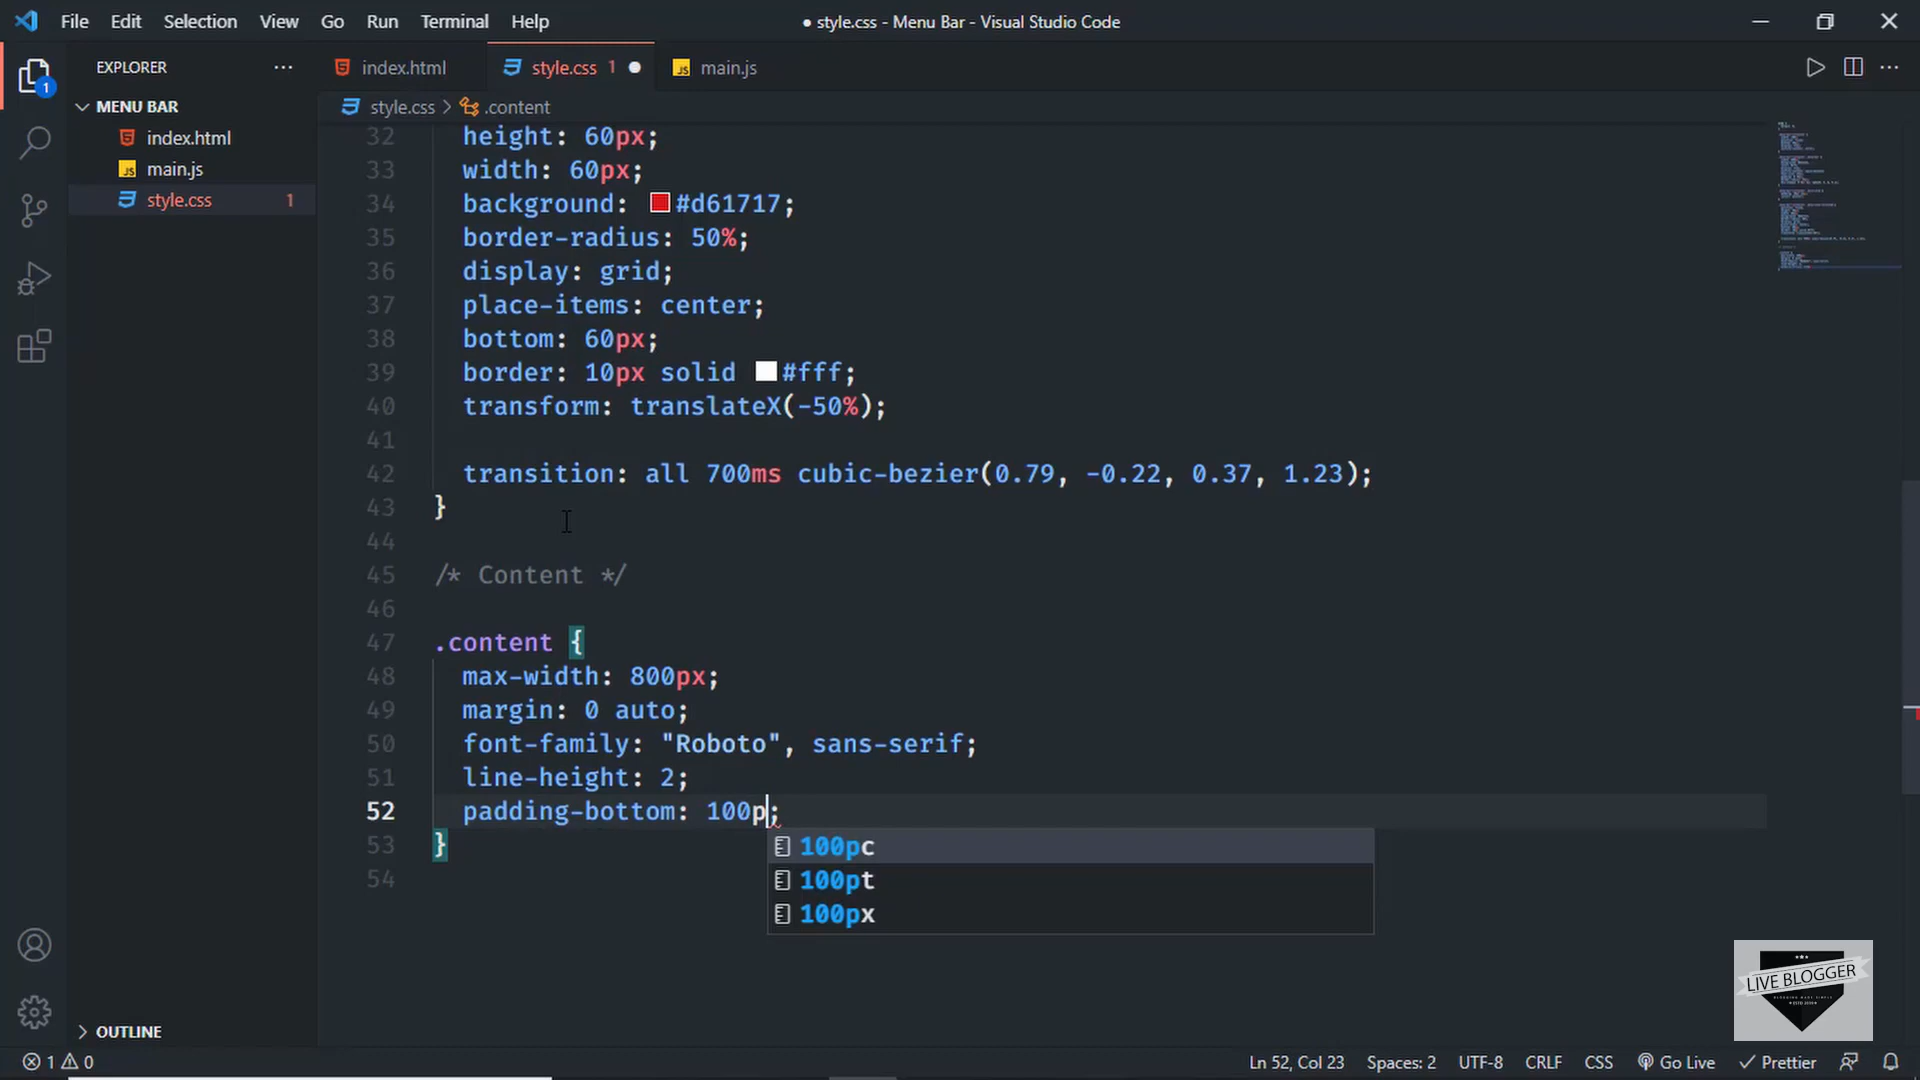 File Edit Selection View Go Run Terminal Help
● style.css - Menu Bar - Visual Studio Code
EXPLORER
index.html
style.css 1
main.js
1
MENU BAR
index.html
main.js
style.css 1
style.css > .content
32 height: 60px;
33 width: 60px;
34 background: #d61717;
35 border-radius: 50%;
36 display: grid;
37 place-items: center;
38 bottom: 60px;
39 border: 10px solid #fff;
40 transform: translateX(-50%);
41
42 transition: all 700ms cubic-bezier(0.79, -0.22, 0.37, 1.23);
43 }
44
45 /* Content */
46
47 .content {
48 max-width: 800px;
49 margin: 0 auto;
50 font-family: "Roboto", sans-serif;
51 line-height: 2;
52 padding-bottom: 100p;
53 }
54
100pc
100pt
100px
OUTLINE
LIVE BLOGGER
1 0
Ln 52, Col 23 Spaces: 2 UTF-8 CRLF CSS Go Live Prettier